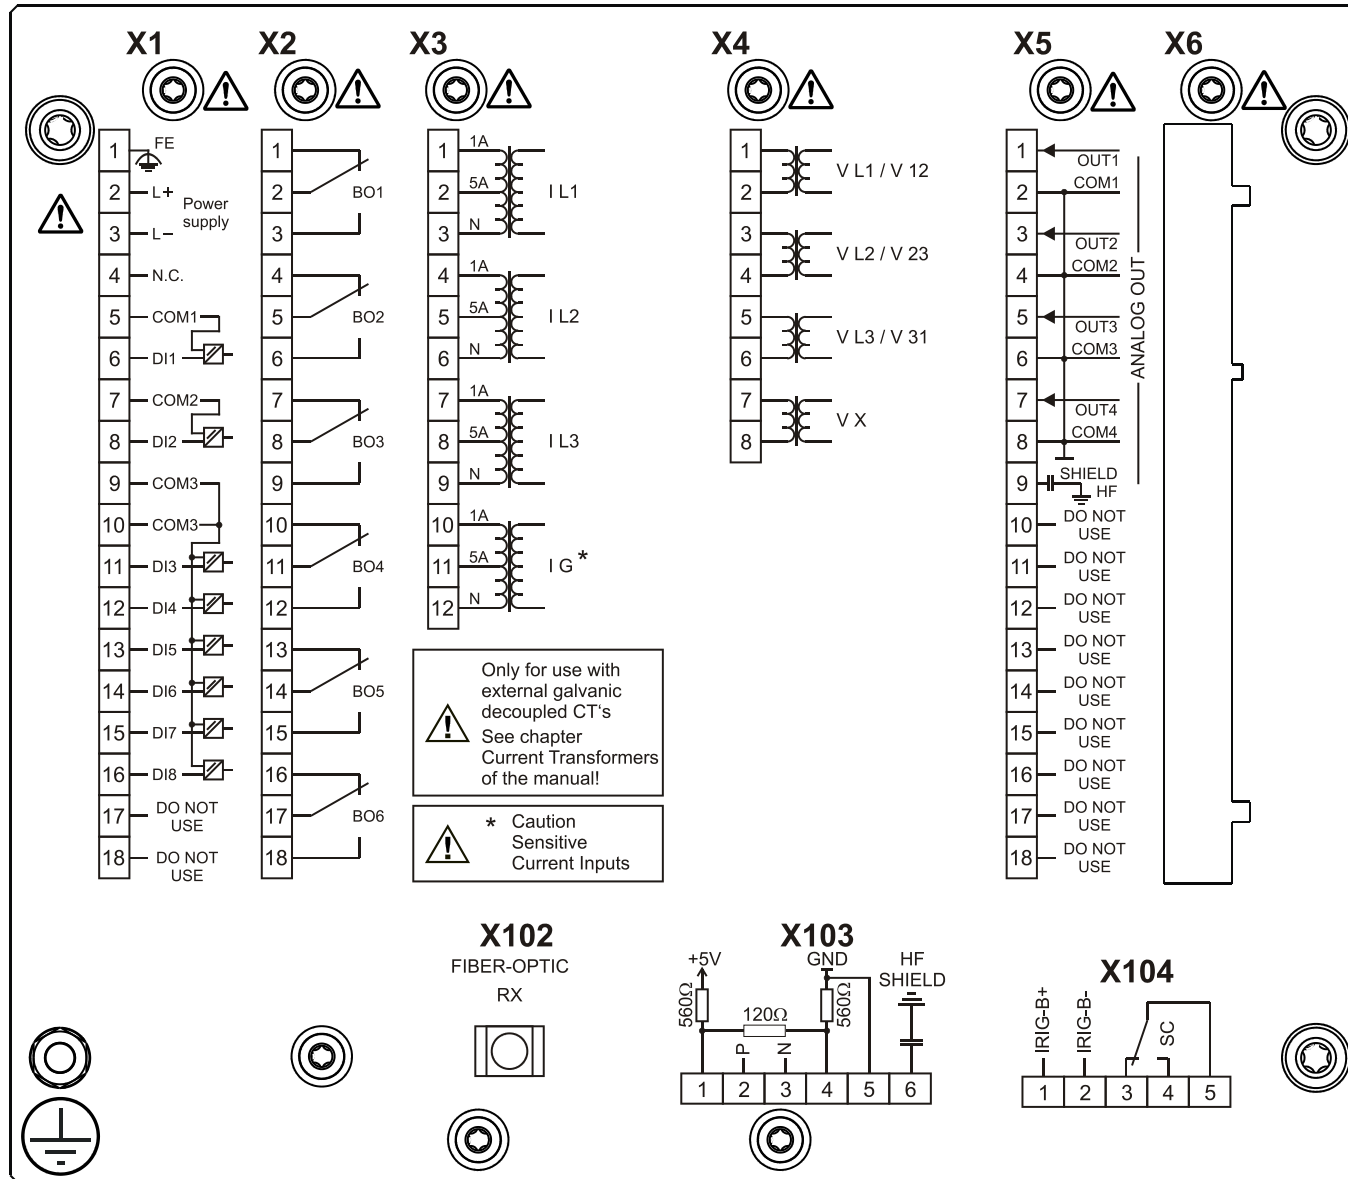 X1
X2
X3
X4
X5
X6
1 FE
2 L+
Power
supply
3 L-
4 N.C.
5 COM1
6 DI1
7 COM2
8 DI2
9 COM3
10 COM3
11 DI3
12 DI4
13 DI5
14 DI6
15 DI7
16 DI8
17 DO NOT
USE
18 DO NOT
USE
1
2 BO1
3
4
5 BO2
6
7
8 BO3
9
10
11 BO4
12
13
14 BO5
15
16
17 BO6
18
1 1A
2 5A I L1
3 N
4 1A
5 5A I L2
6 N
7 1A
8 5A I L3
9 N
10 1A
11 5A I G *
12 N
Only for use with
external galvanic
decoupled CT's
See chapter
Current Transformers
of the manual!
* Caution
Sensitive
Current Inputs
1
V L1 / V 12
2
3
V L2 / V 23
4
5
V L3 / V 31
6
7
V X
8
1 OUT1
2 COM1
3 OUT2
4 COM2
5 OUT3
6 COM3
7 OUT4
8 COM4
ANALOG OUT
9 SHIELD
HF
10 DO NOT
USE
11 DO NOT
USE
12 DO NOT
USE
13 DO NOT
USE
14 DO NOT
USE
15 DO NOT
USE
16 DO NOT
USE
17 DO NOT
USE
18 DO NOT
USE
X102
FIBER-OPTIC
RX
X103
+5V
GND
HF
SHIELD
560Ω
120Ω
560Ω
P
N
1 2 3 4 5 6
X104
IRIG-B+
IRIG-B-
SC
1 2 3 4 5